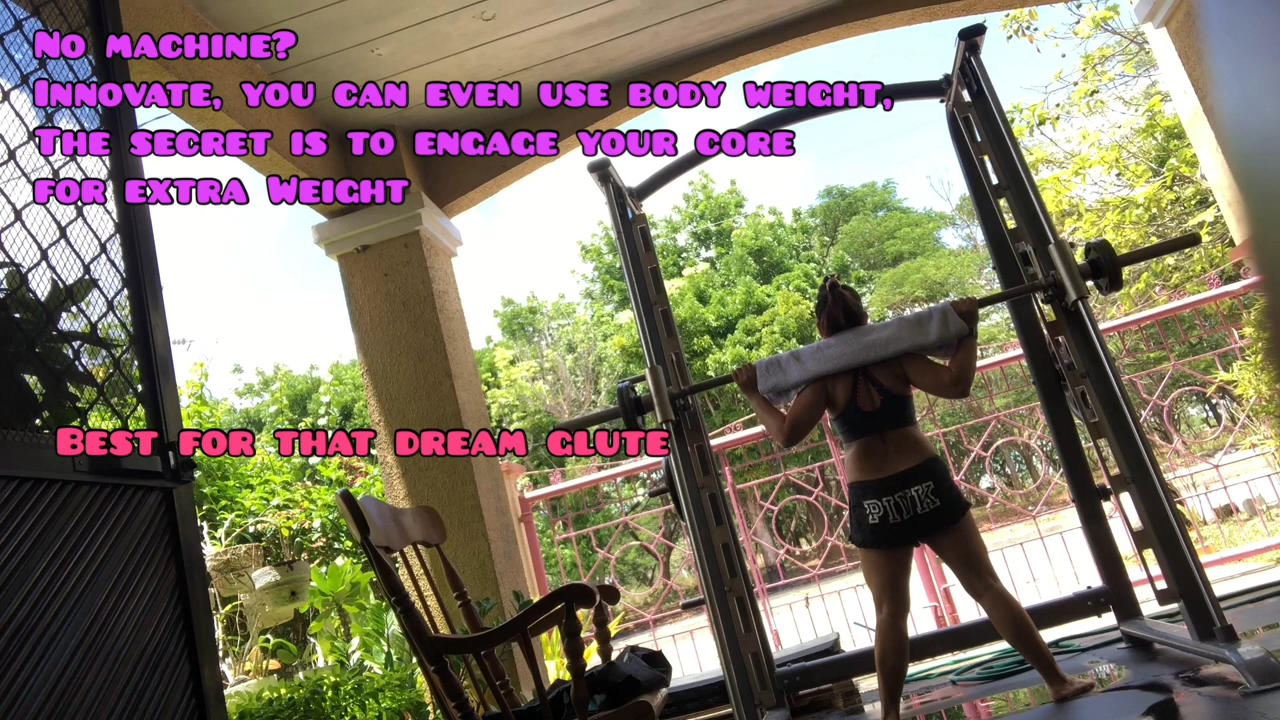 No machine?
Innovate, you can even use body weight,
The secret is to engage your core
for extra Weight
Best for that dream glute
PINK